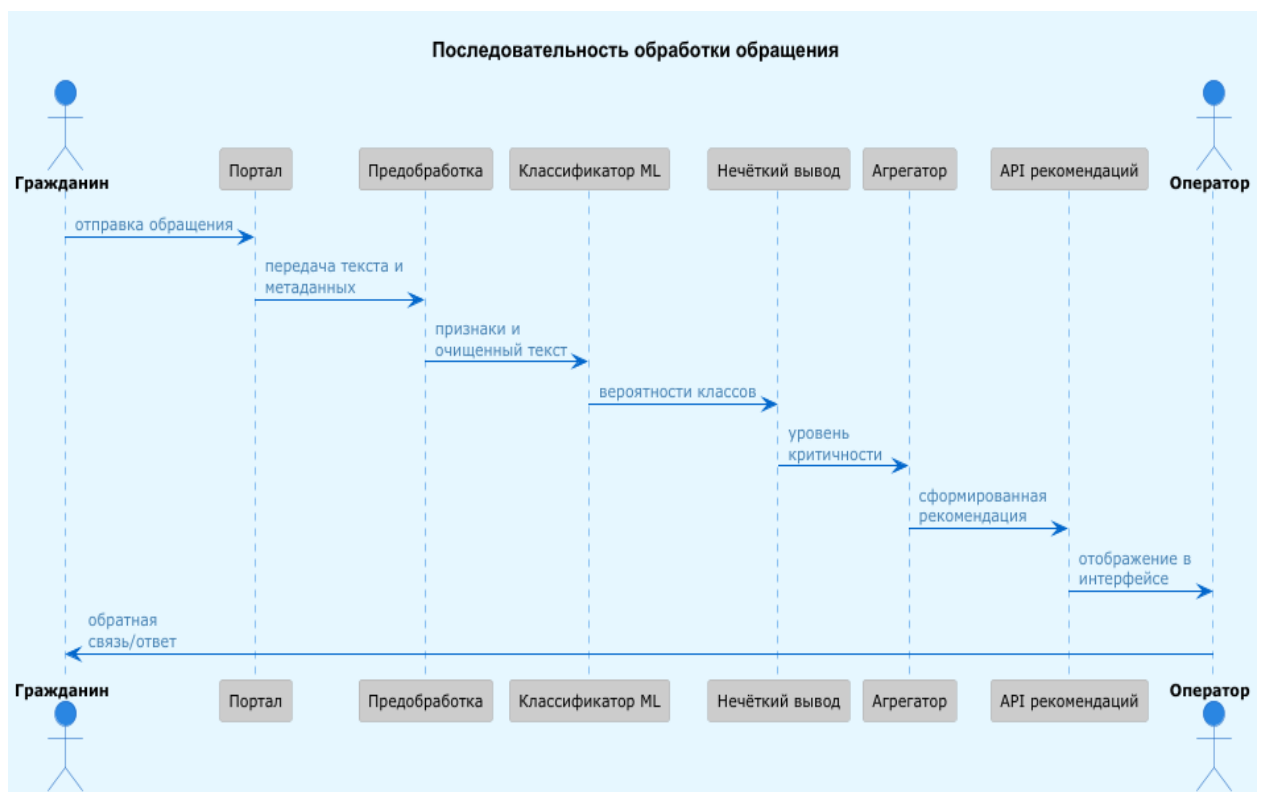 Последовательность обработки обращения
Гражданин
Портал
Предобработка
Классификатор ML
Нечёткий вывод
Агрегатор
API рекомендаций
Оператор
отправка обращения
передача текста и
метаданных
признаки и
очищенный текст
вероятности классов
уровень
критичности
сформированная
рекомендация
отображение в
интерфейсе
обратная
связь/ответ
Гражданин
Портал
Предобработка
Классификатор ML
Нечёткий вывод
Агрегатор
API рекомендаций
Оператор